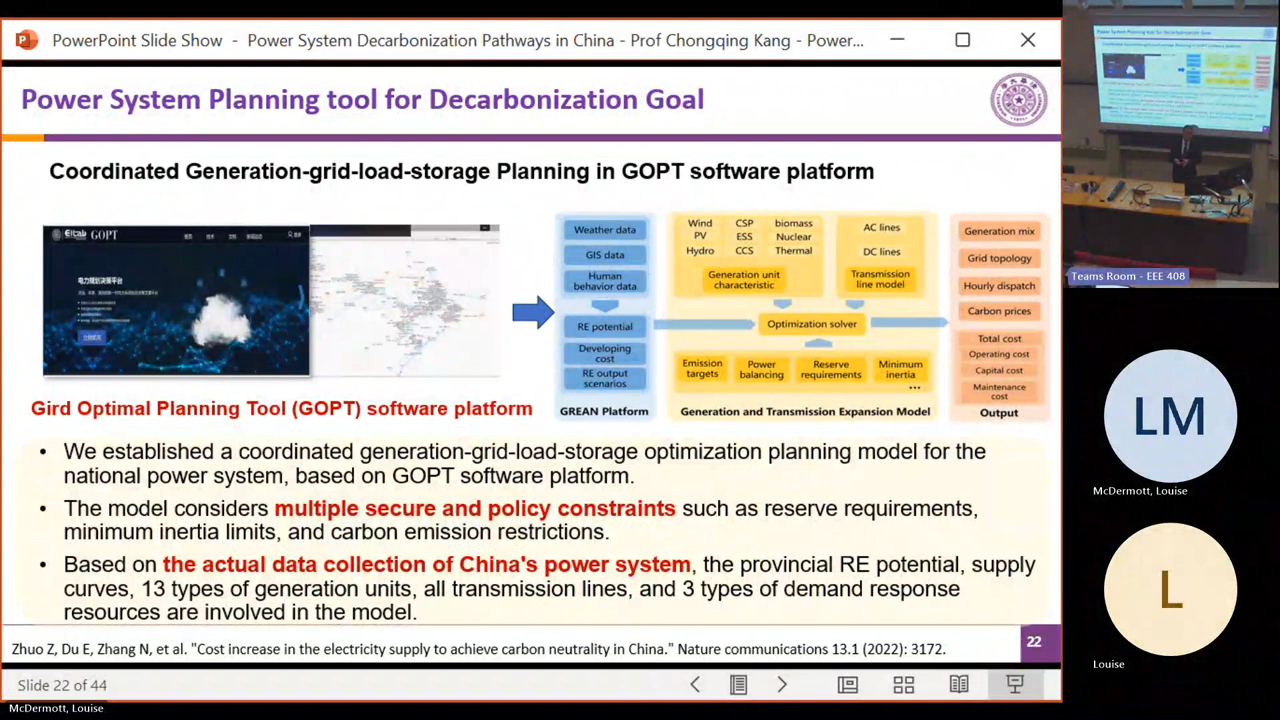 PowerPoint Slide Show - Power System Decarbonization Pathways in China - Prof Chongqing Kang - Power...
Power System Planning tool for Decarbonization Goal
Coordinated Generation-grid-load-storage Planning in GOPT software platform
GOPT
电力规划决策平台
Weather data
GIS data
Human
behavior data
RE potential
Developing
cost
RE output
scenarios
GREAN Platform
Wind CSP biomass
PV ESS Nuclear
Hydro CCS Thermal
Generation unit
characteristic
AC lines
DC lines
Transmission
line model
Optimization solver
Emission
targets
Power
balancing
Reserve
requirements
Minimum
inertia
...
Generation and Transmission Expansion Model
Generation mix
Grid topology
Hourly dispatch
Carbon prices
Total cost
Operating cost
Capital cost
Maintenance
cost
Output
Gird Optimal Planning Tool (GOPT) software platform
• We established a coordinated generation-grid-load-storage optimization planning model for the
national power system, based on GOPT software platform.
• The model considers multiple secure and policy constraints such as reserve requirements,
minimum inertia limits, and carbon emission restrictions.
• Based on the actual data collection of China's power system, the provincial RE potential, supply
curves, 13 types of generation units, all transmission lines, and 3 types of demand response
resources are involved in the model.
Zhuo Z, Du E, Zhang N, et al. "Cost increase in the electricity supply to achieve carbon neutrality in China." Nature communications 13.1 (2022): 3172.
22
Slide 22 of 44
McDermott, Louise
Teams Room - EEE 408
LM
McDermott, Louise
L
Louise